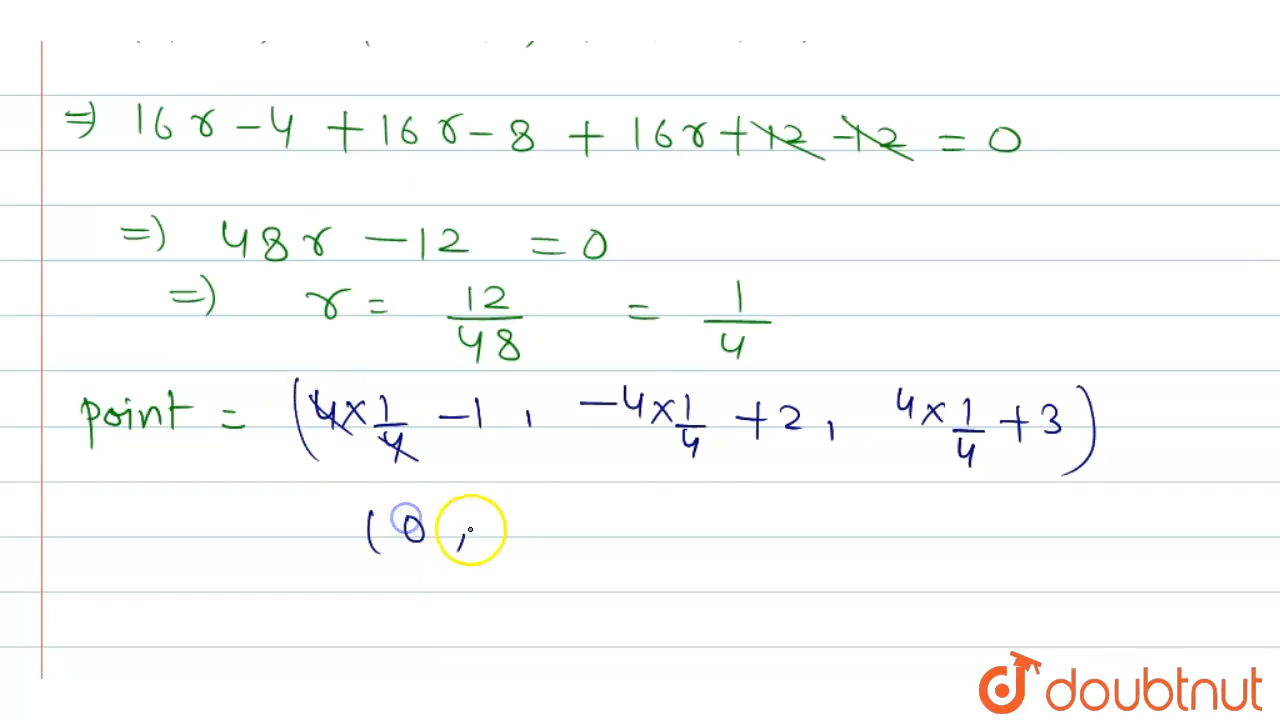 =) 16r - 4 + 16r - 8 + 16r + 12 - 12 = 0
=) 48r - 12 = 0
=) r = 12/48 = 1/4
point = (4×1/4 - 1, -4×1/4 + 2, 4×1/4 + 3)
(0,
doubtnut